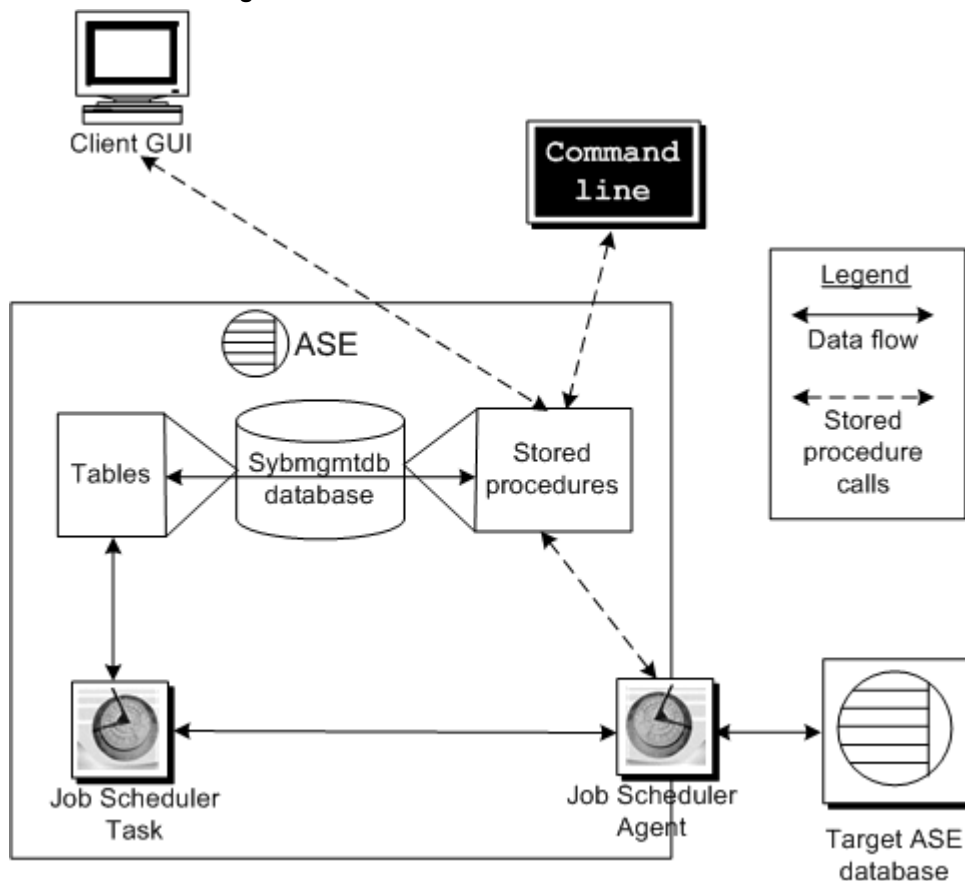 Client GUI
Command
line
Legend
Data flow
Stored
procedure
calls
ASE
Tables
Sybmgmtdb
database
Stored
procedures
Job Scheduler
Task
Job Scheduler
Agent
Target ASE
database